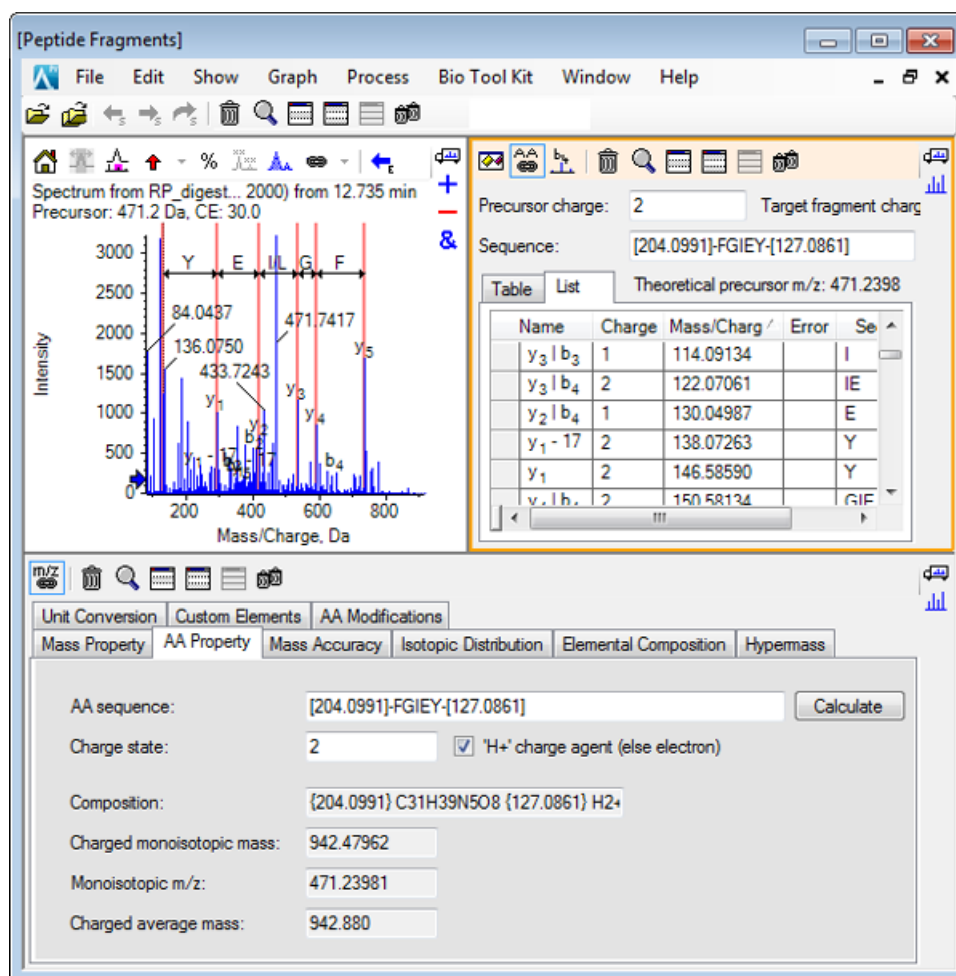 [Peptide Fragments]
File Edit Show Graph Process Bio Tool Kit Window Help
Spectrum from RP_digest... 2000) from 12.735 min
Precursor: 471.2 Da, CE: 30.0
3000
2500
2000
1500
1000
500
0
Intensity
Y E I/L G F
84.0437
136.0750
433.7243
471.7417
y5
y3
y1
y4
y2
b4
200 400 600 800
Mass/Charge, Da
Precursor charge: 2 Target fragment charg
Sequence: [204.0991]-FGIEY-[127.0861]
Table List Theoretical precursor m/z: 471.2398
Name Charge Mass/Charg Error Se
y3 | b3 1 114.09134 I
y3 | b4 2 122.07061 IE
y2 | b4 1 130.04987 E
y1 - 17 2 138.07263 Y
y1 2 146.58590 Y
2 150.58134 GIE
m/z
Unit Conversion Custom Elements AA Modifications
Mass Property AA Property Mass Accuracy Isotopic Distribution Elemental Composition Hypermass
AA sequence: [204.0991]-FGIEY-[127.0861] Calculate
Charge state: 2 'H+' charge agent (else electron)
Composition: {204.0991} C31H39N5O8 {127.0861} H2+
Charged monoisotopic mass: 942.47962
Monoisotopic m/z: 471.23981
Charged average mass: 942.880